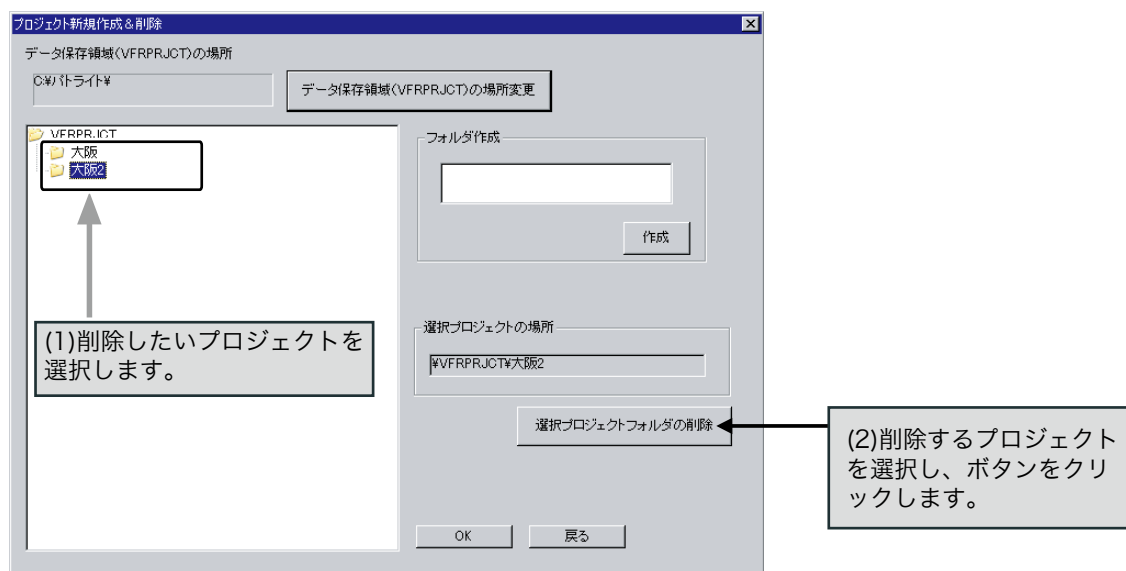 プロジェクト新規作成&削除
データ保存領域(VFRPRJCT)の場所
C:¥パトライト¥
データ保存領域(VFRPRJCT)の場所変更
VFRPRJCT
大阪
大阪2
フォルダ作成
作成
(1)削除したいプロジェクトを
選択します。
選択プロジェクトの場所
¥VFRPRJCT¥大阪2
選択プロジェクトフォルダの削除
(2)削除するプロジェクト
を選択し、ボタンをクリ
ックします。
OK
戻る